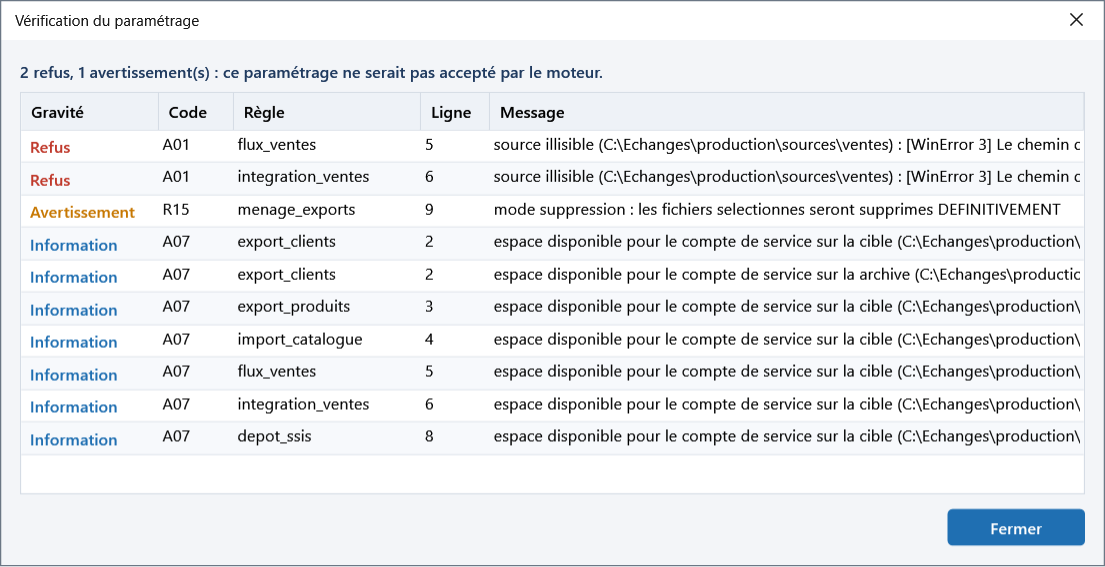 Vérification du paramétrage
2 refus, 1 avertissement(s) : ce paramétrage ne serait pas accepté par le moteur.
Gravité Code Règle Ligne Message
Refus A01 flux_ventes 5 source illisible (C:\Echanges\production\sources\ventes) : [WinError 3] Le chemin c
Refus A01 integration_ventes 6 source illisible (C:\Echanges\production\sources\ventes) : [WinError 3] Le chemin c
Avertissement R15 menage_exports 9 mode suppression : les fichiers selectionnes seront supprimes DEFINITIVEMENT
Information A07 export_clients 2 espace disponible pour le compte de service sur la cible (C:\Echanges\production\
Information A07 export_clients 2 espace disponible pour le compte de service sur la archive (C:\Echanges\productic
Information A07 export_produits 3 espace disponible pour le compte de service sur la cible (C:\Echanges\production\
Information A07 import_catalogue 4 espace disponible pour le compte de service sur la cible (C:\Echanges\production\
Information A07 flux_ventes 5 espace disponible pour le compte de service sur la cible (C:\Echanges\production\
Information A07 integration_ventes 6 espace disponible pour le compte de service sur la cible (C:\Echanges\production\
Information A07 depot_ssis 8 espace disponible pour le compte de service sur la cible (C:\Echanges\production\
Fermer